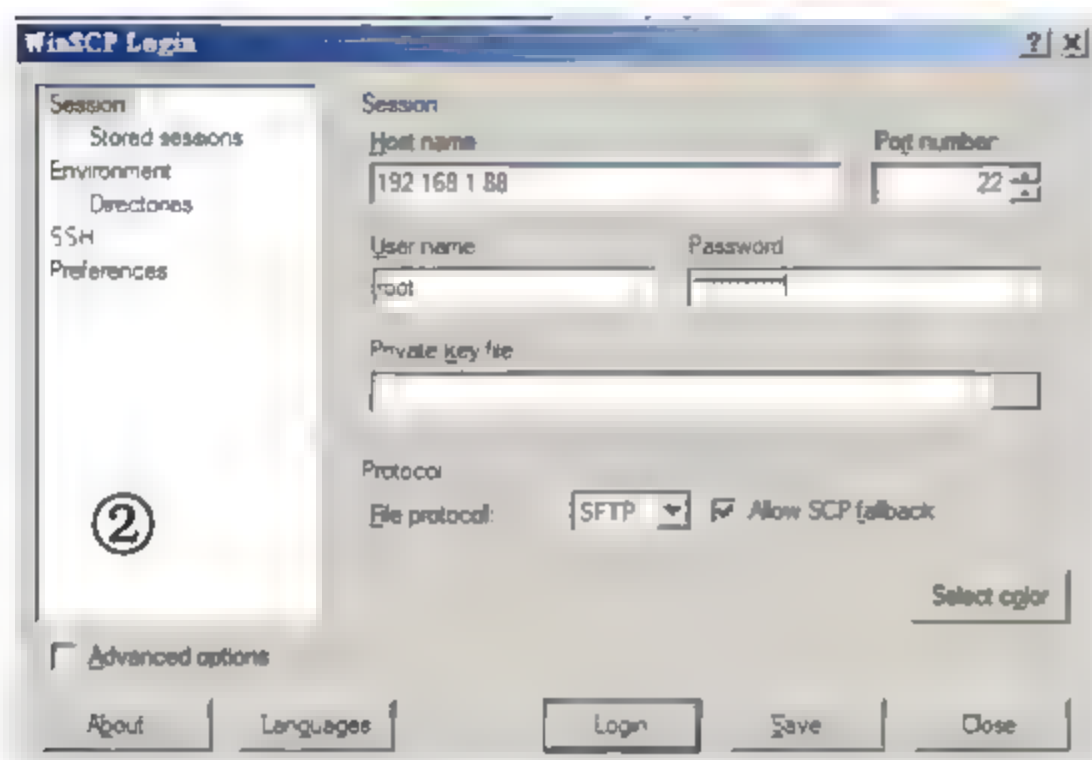 WinSCP Login
Session
Stored sessions
Environment
Directories
SSH
Preferences
②
Advanced options
Session
Host name
Port number
192 168 1 88
22
User name
Password
root
Private key file
Protocol
File protocol:
SFTP
Allow SCP fallback
Select color
About
Languages
Login
Save
Close